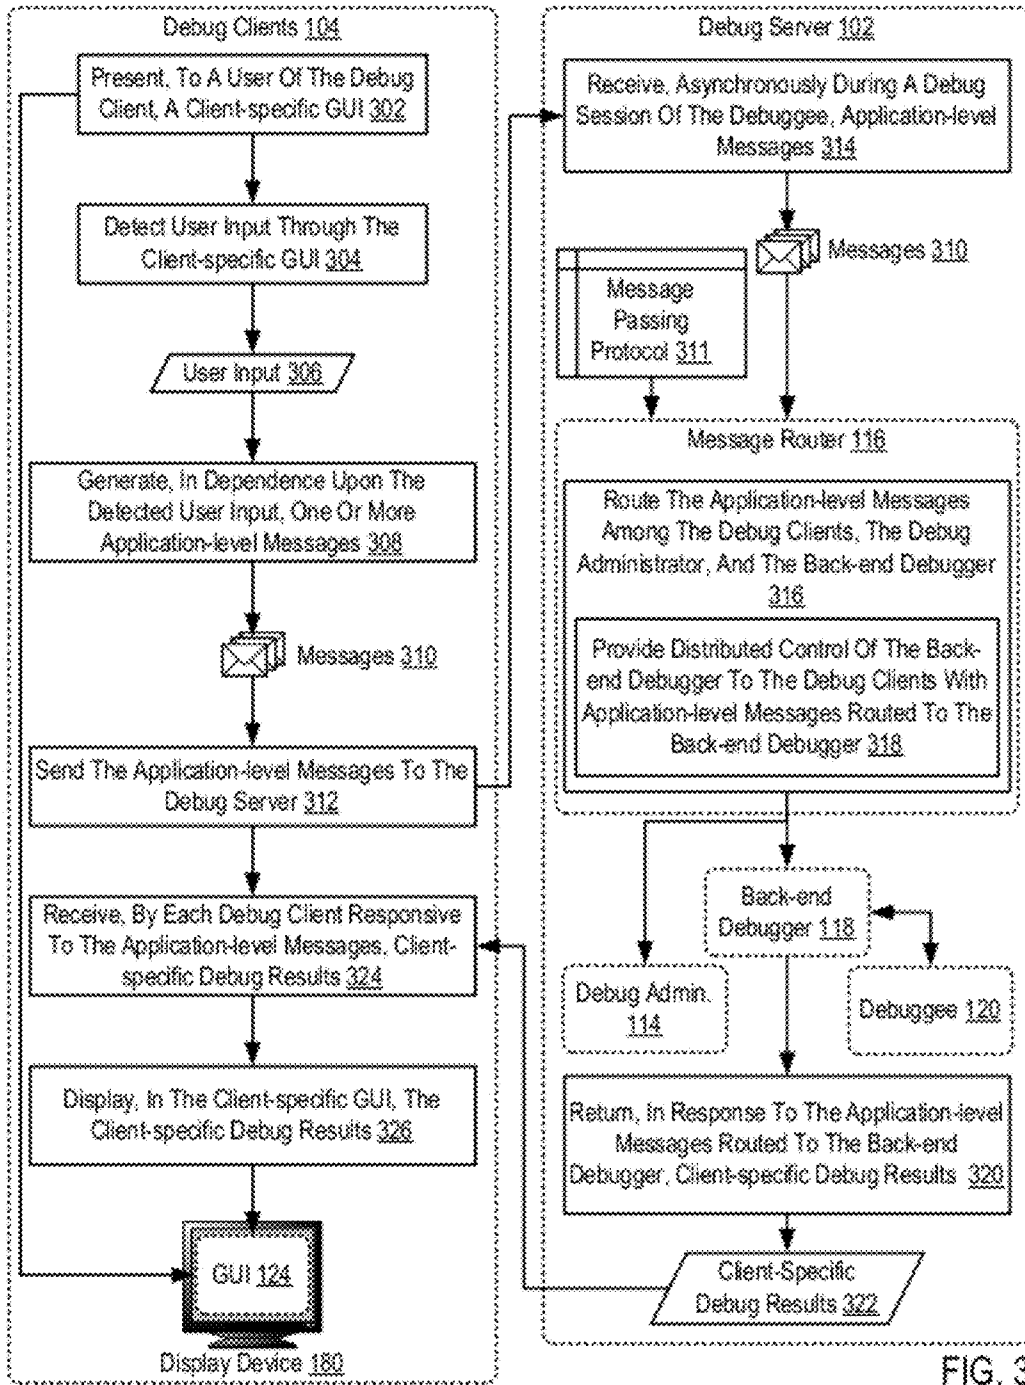 Debug Clients 104
Present, To A User Of The Debug
Client, A Client-specific GUI 302
Detect User Input Through The
Client-specific GUI 304
User Input 306
Generate, In Dependence Upon The
Detected User Input, One Or More
Application-level Messages 308
Messages 310
Send The Application-level Messages To The
Debug Server 312
Receive, By Each Debug Client Responsive
To The Application-level Messages, Client-
specific Debug Results 324
Display, In The Client-specific GUI, The
Client-specific Debug Results 326
GUI 124
Display Device 180
Debug Server 102
Receive, Asynchronously During A Debug
Session Of The Debuggee, Application-level
Messages 314
Messages 310
Message
Passing
Protocol 311
Message Router 116
Route The Application-level Messages
Among The Debug Clients, The Debug
Administrator, And The Back-end Debugger
316
Provide Distributed Control Of The Back-
end Debugger To The Debug Clients With
Application-level Messages Routed To The
Back-end Debugger 318
Back-end
Debugger 118
Debug Admin.
114
Debuggee 120
Return, In Response To The Application-level
Messages Routed To The Back-end
Debugger, Client-specific Debug Results 320
Client-Specific
Debug Results 322
FIG. 3